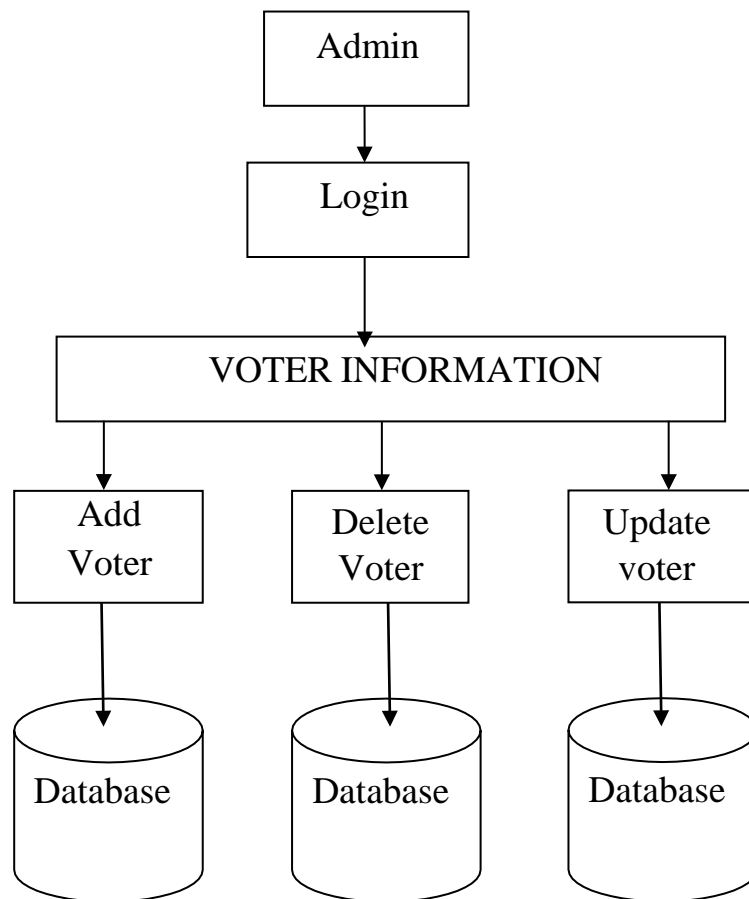 Admin
Login
VOTER INFORMATION
Add
Voter
Delete
Voter
Update
voter
Database
Database
Database